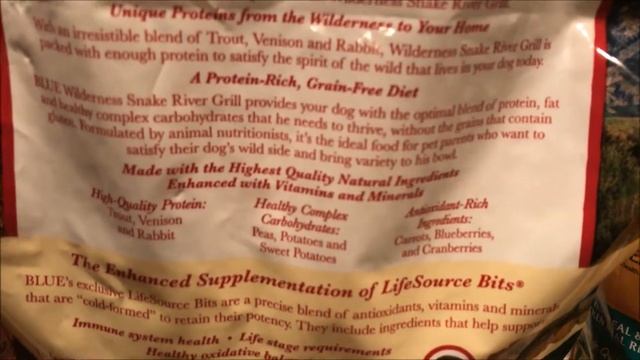 Wilderness Snake River Grill
Unique Proteins from the Wilderness to Your Home
With an irresistible blend of Trout, Venison and Rabbit, Wilderness Snake River Grill is
packed with enough protein to satisfy the spirit of the wild that lives in your dog today.
A Protein-Rich, Grain-Free Diet
BLUE Wilderness Snake River Grill provides your dog with the optimal blend of protein, fat
and healthy complex carbohydrates that he needs to thrive, without the grains that contain
gluten. Formulated by animal nutritionists, it's the ideal food for pet parents who want to
satisfy their dog's wild side and bring variety to his bowl.
Made with the Highest Quality Natural Ingredients
Enhanced with Vitamins and Minerals
High-Quality Protein:
Trout, Venison
and Rabbit
Healthy Complex
Carbohydrates:
Peas, Potatoes and
Sweet Potatoes
Antioxidant-Rich
Ingredients:
Carrots, Blueberries,
and Cranberries
The Enhanced Supplementation of LifeSource Bits®
BLUE's exclusive LifeSource Bits are a precise blend of antioxidants, vitamins and minerals
that are "cold-formed" to retain their potency. They include ingredients that help support
Immune system health • Life stage requirements
Healthy oxidative